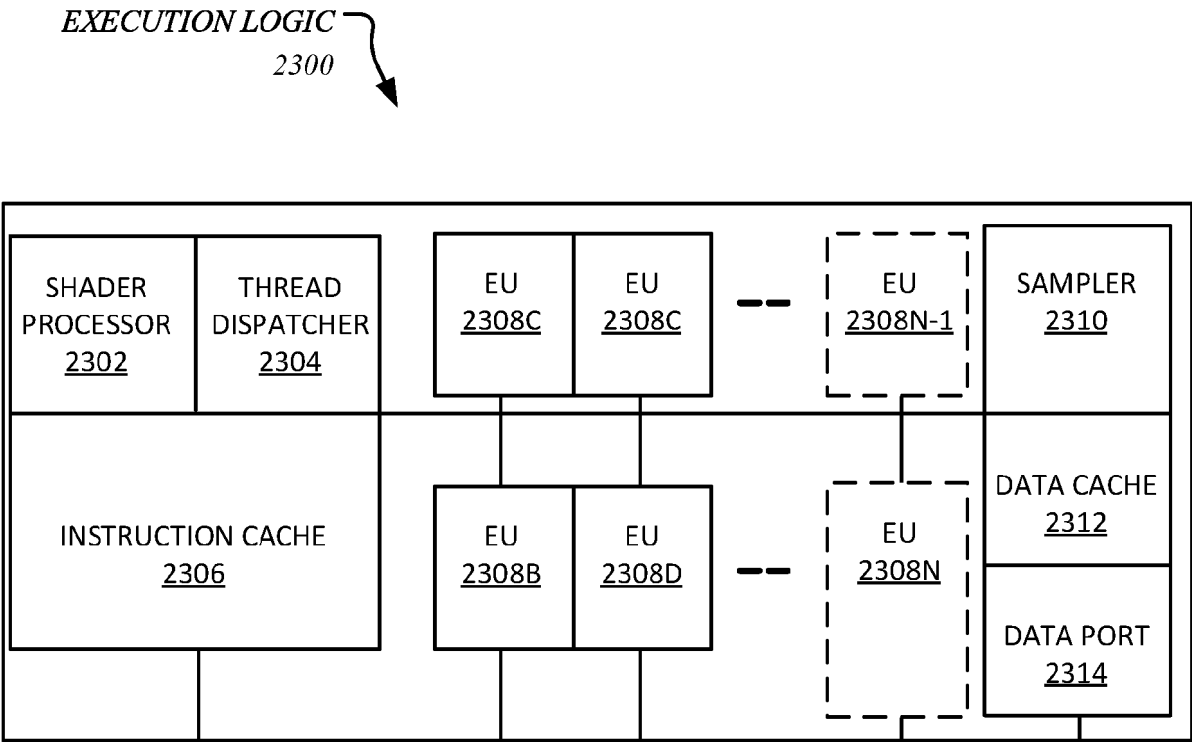 EXECUTION LOGIC
2300
SHADER
PROCESSOR
2302
THREAD
DISPATCHER
2304
EU
2308C
EU
2308C
EU
2308N-1
SAMPLER
2310
INSTRUCTION CACHE
2306
EU
2308B
EU
2308D
EU
2308N
DATA CACHE
2312
DATA PORT
2314